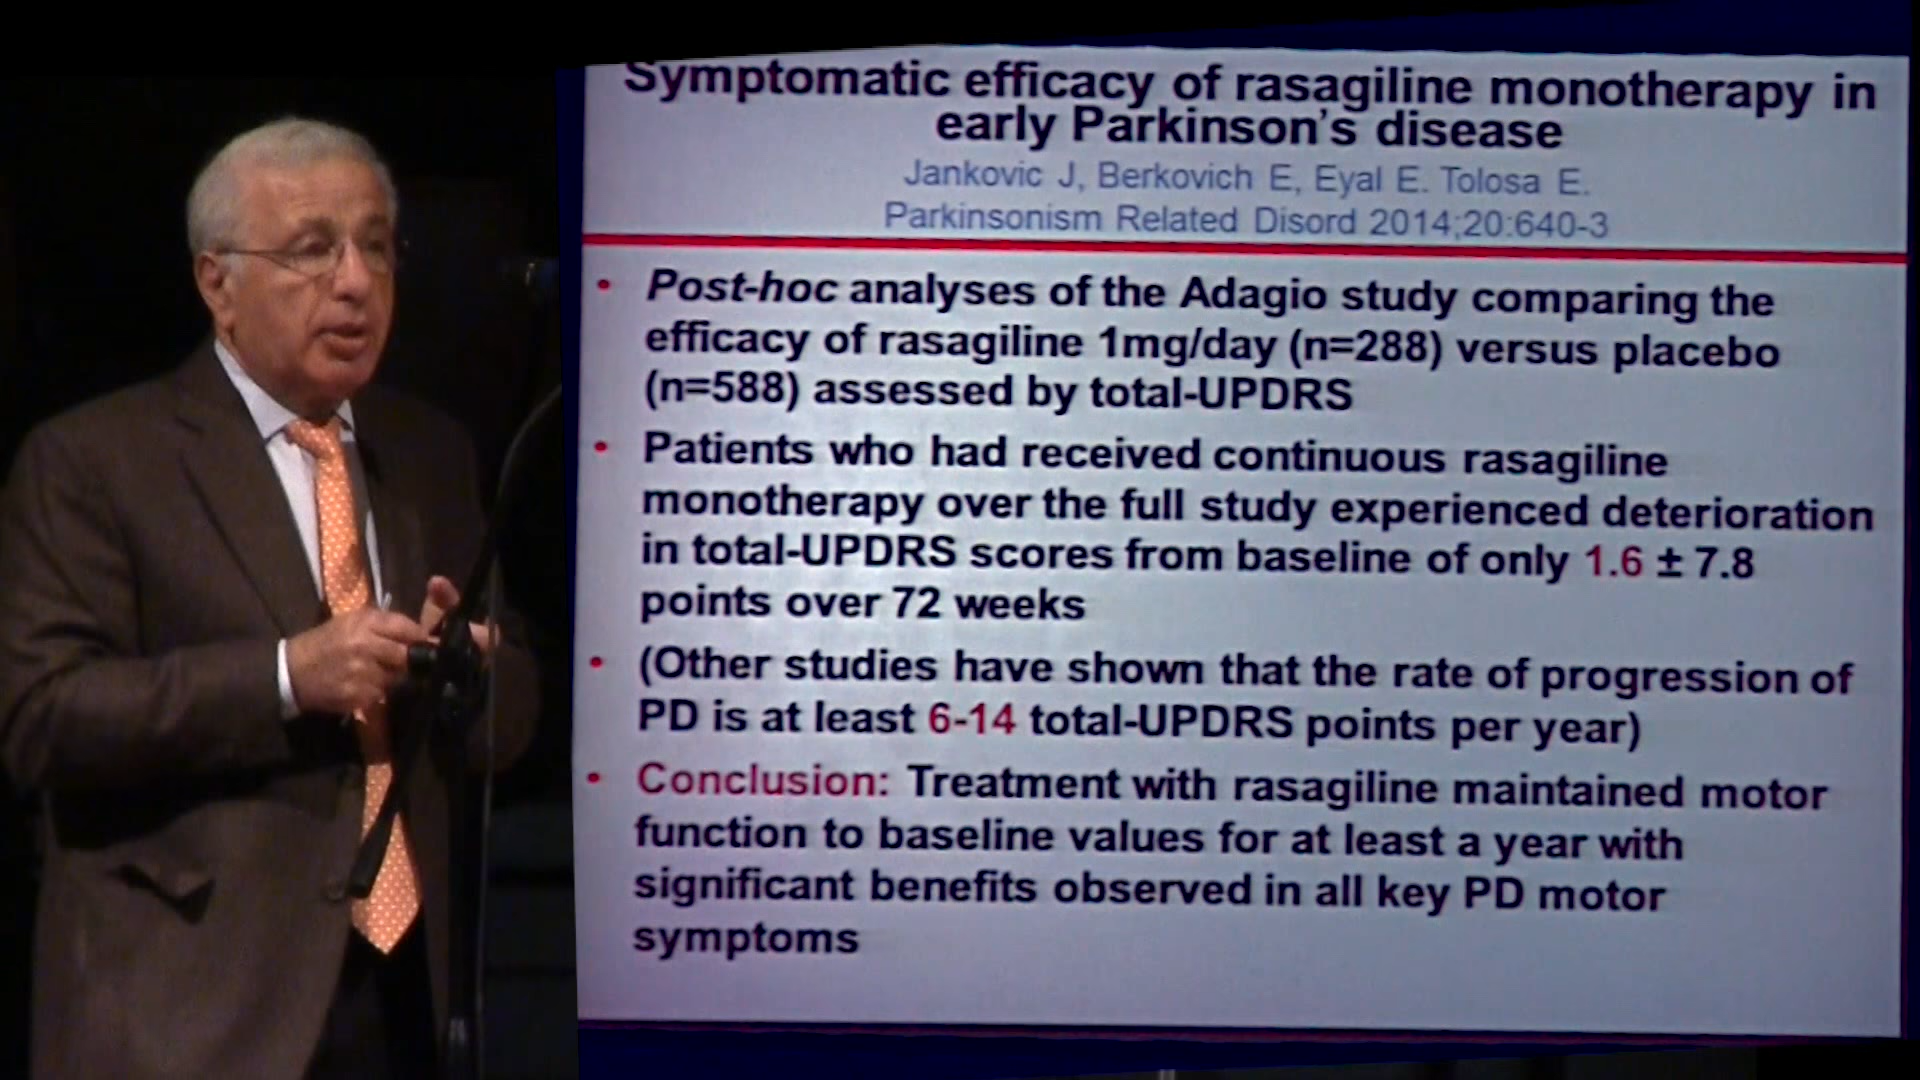 Symptomatic efficacy of rasagiline monotherapy in
early Parkinson's disease
Jankovic J, Berkovich E, Eyal E. Tolosa E.
Parkinsonism Related Disord 2014;20:640-3
• Post-hoc analyses of the Adagio study comparing the
efficacy of rasagiline 1mg/day (n=288) versus placebo
(n=588) assessed by total-UPDRS
• Patients who had received continuous rasagiline
monotherapy over the full study experienced deterioration
in total-UPDRS scores from baseline of only 1.6 ± 7.8
points over 72 weeks
• (Other studies have shown that the rate of progression of
PD is at least 6-14 total-UPDRS points per year)
• Conclusion: Treatment with rasagiline maintained motor
function to baseline values for at least a year with
significant benefits observed in all key PD motor
symptoms